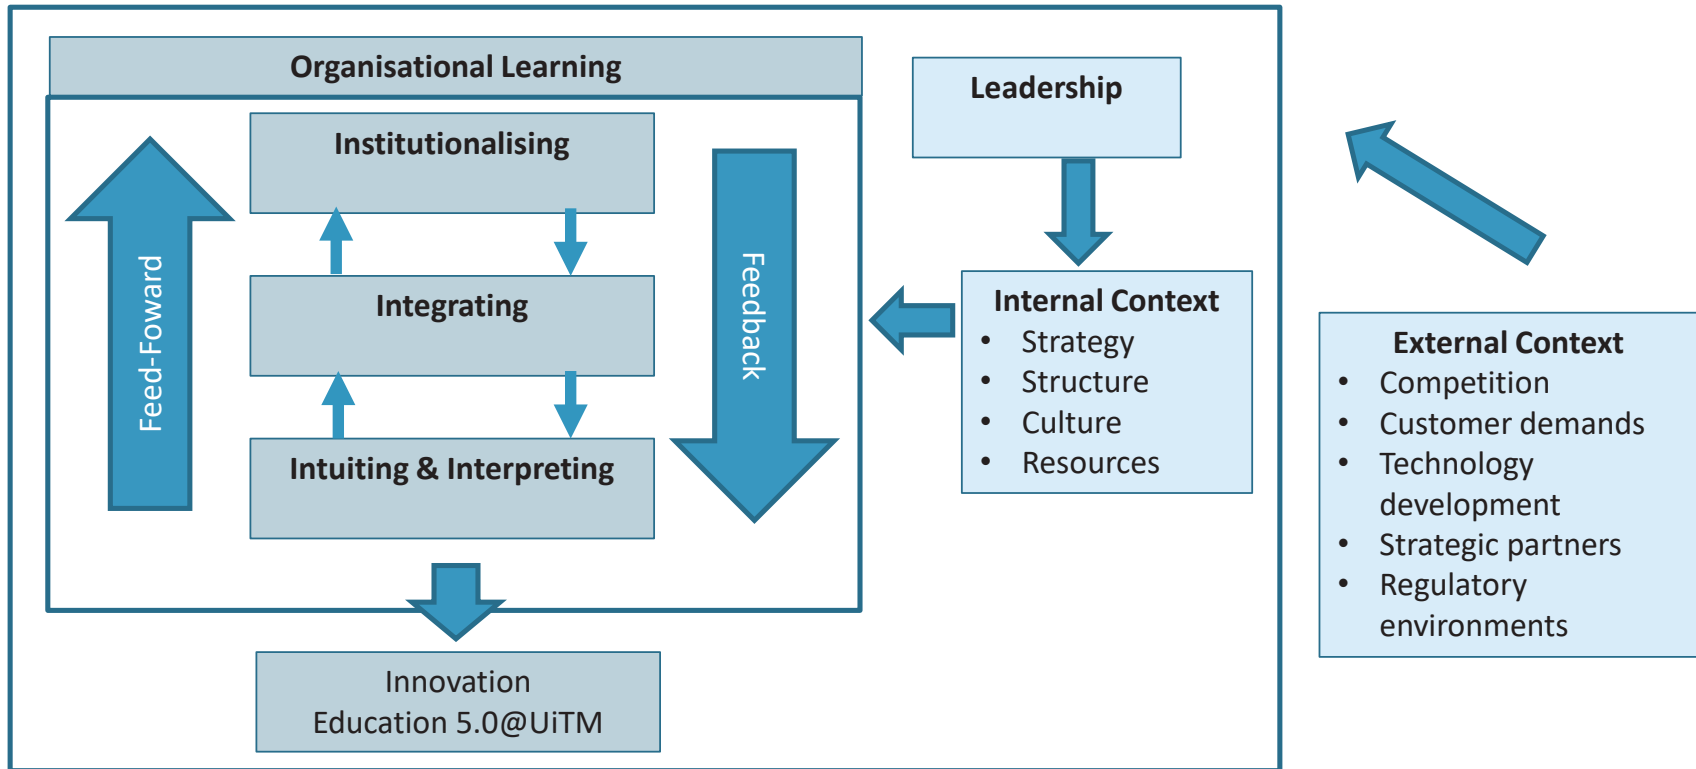 Organisational Learning
Institutionalising
Integrating
Intuiting & Interpreting
Feed-Foward
Feedback
Innovation
Education 5.0@UiTM
Leadership
Internal Context
• Strategy
• Structure
• Culture
• Resources
External Context
• Competition
• Customer demands
• Technology
development
• Strategic partners
• Regulatory
environments